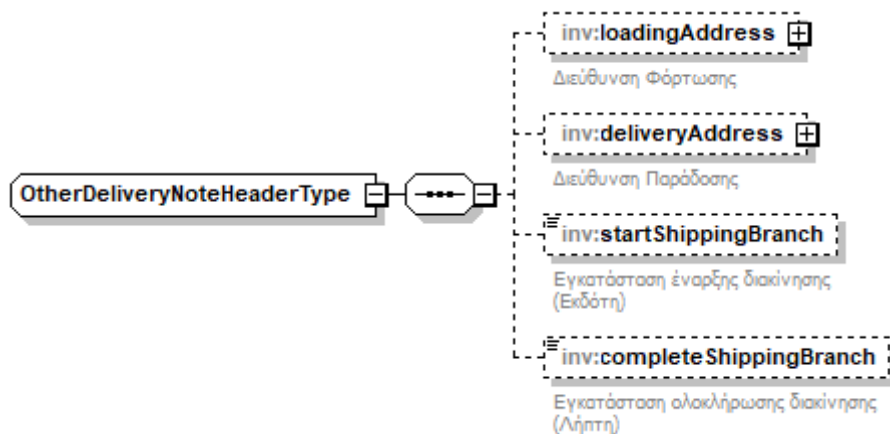 inv:loadingAddress
Διεύθυνση Φόρτωσης
inv:deliveryAddress
Διεύθυνση Παράδοσης
OtherDeliveryNoteHeaderType
inv:startShippingBranch
Εγκατάσταση έναρξης διακίνησης
(Εκδότη)
inv:completeShippingBranch
Εγκατάσταση ολοκλήρωσης διακίνησης
(Λήπτη)